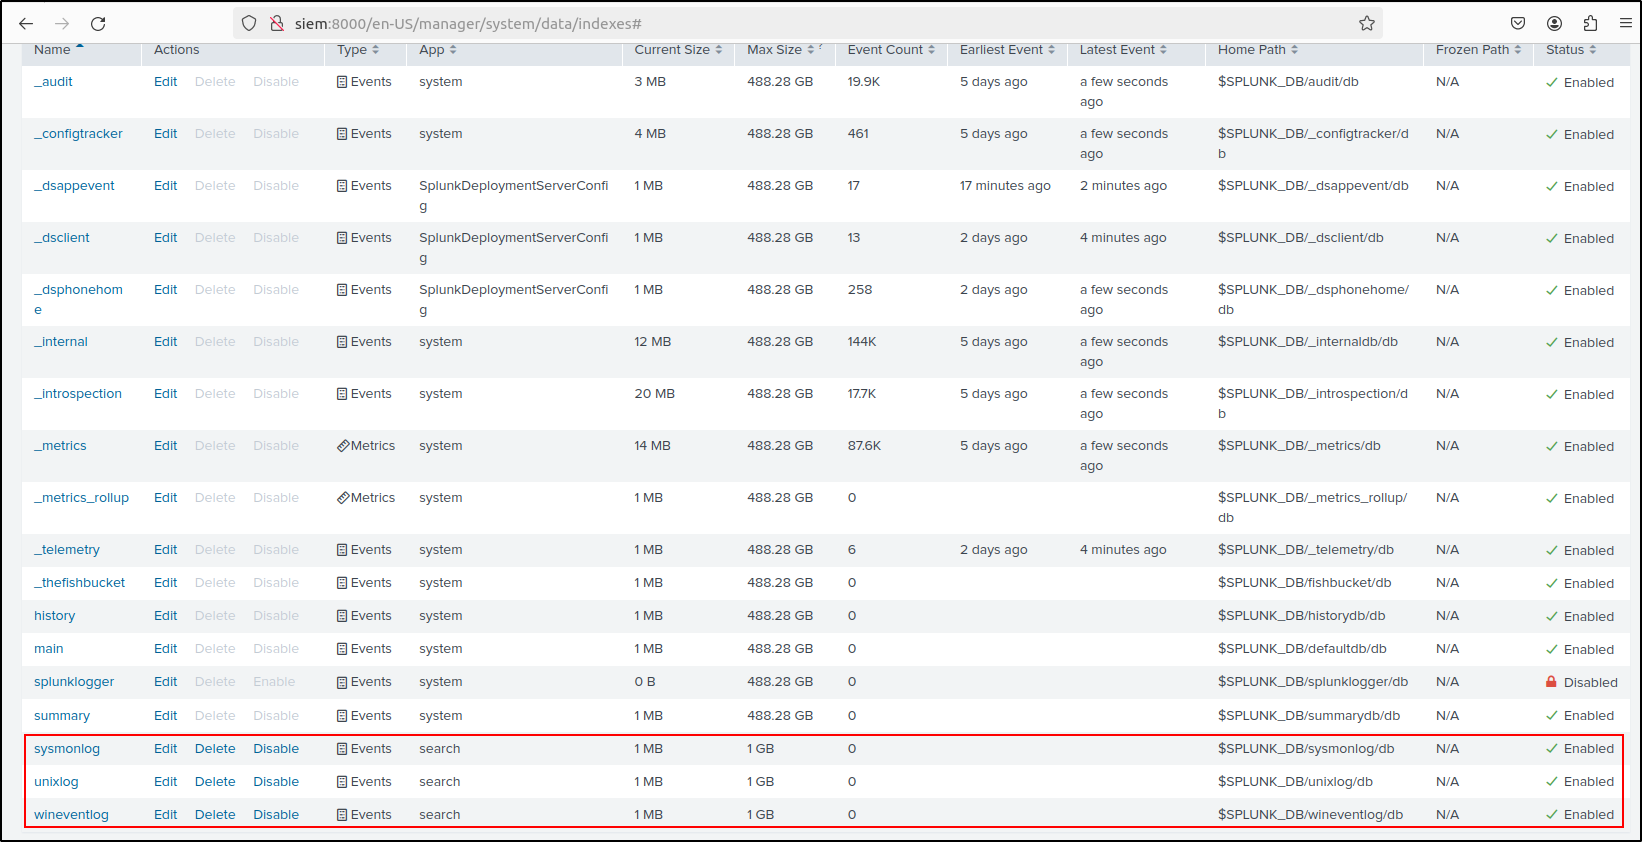 siem:8000/en-US/manager/system/data/indexes#
Name Actions Type App Current Size Max Size ? Event Count Earliest Event Latest Event Home Path Frozen Path Status
_audit Edit Delete Disable Events system 3 MB 488.28 GB 19.9K 5 days ago a few seconds $SPLUNK_DB/audit/db N/A Enabled
ago
_configtracker Edit Delete Disable Events system 4 MB 488.28 GB 461 5 days ago a few seconds $SPLUNK_DB/_configtracker/d N/A Enabled
ago b
_dsappevent Edit Delete Disable Events SplunkDeploymentServerConfi 1 MB 488.28 GB 17 17 minutes ago 2 minutes ago $SPLUNK_DB/_dsappevent/db N/A Enabled
g
_dsclient Edit Delete Disable Events SplunkDeploymentServerConfi 1 MB 488.28 GB 13 2 days ago 4 minutes ago $SPLUNK_DB/_dsclient/db N/A Enabled
g
_dsphonehom Edit Delete Disable Events SplunkDeploymentServerConfi 1 MB 488.28 GB 258 2 days ago a few seconds $SPLUNK_DB/_dsphonehome/ N/A Enabled
e g ago db
_internal Edit Delete Disable Events system 12 MB 488.28 GB 144K 5 days ago a few seconds $SPLUNK_DB/_internaldb/db N/A Enabled
ago
_introspection Edit Delete Disable Events system 20 MB 488.28 GB 17.7K 5 days ago a few seconds $SPLUNK_DB/_introspection/d N/A Enabled
ago b
_metrics Edit Delete Disable Metrics system 14 MB 488.28 GB 87.6K 5 days ago a few seconds $SPLUNK_DB/_metrics/db N/A Enabled
ago
_metrics_rollup Edit Delete Disable Metrics system 1 MB 488.28 GB 0 $SPLUNK_DB/_metrics_rollup/ N/A Enabled
db
_telemetry Edit Delete Disable Events system 1 MB 488.28 GB 6 2 days ago 4 minutes ago $SPLUNK_DB/_telemetry/db N/A Enabled
_thefishbucket Edit Delete Disable Events system 1 MB 488.28 GB 0 $SPLUNK_DB/fishbucket/db N/A Enabled
history Edit Delete Disable Events system 1 MB 488.28 GB 0 $SPLUNK_DB/historydb/db N/A Enabled
main Edit Delete Disable Events system 1 MB 488.28 GB 0 $SPLUNK_DB/defaultdb/db N/A Enabled
splunklogger Edit Delete Enable Events system 0 B 488.28 GB 0 $SPLUNK_DB/splunklogger/db N/A Disabled
summary Edit Delete Disable Events system 1 MB 488.28 GB 0 $SPLUNK_DB/summarydb/db N/A Enabled
sysmonlog Edit Delete Disable Events search 1 MB 1 GB 0 $SPLUNK_DB/sysmonlog/db N/A Enabled
unixlog Edit Delete Disable Events search 1 MB 1 GB 0 $SPLUNK_DB/unixlog/db N/A Enabled
wineventlog Edit Delete Disable Events search 1 MB 1 GB 0 $SPLUNK_DB/wineventlog/db N/A Enabled